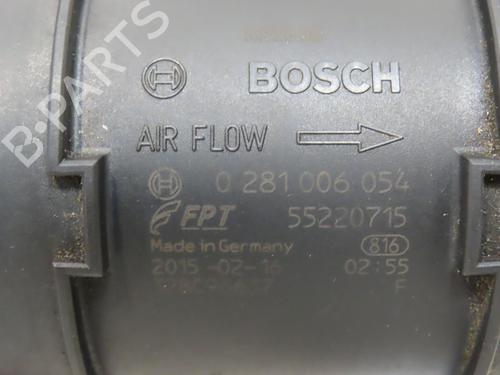 BOSCH
AIR FLOW
0 281 006 054
FPT 55220715
Made in Germany 816
2015-02-16 02:55
F
B-PARTS